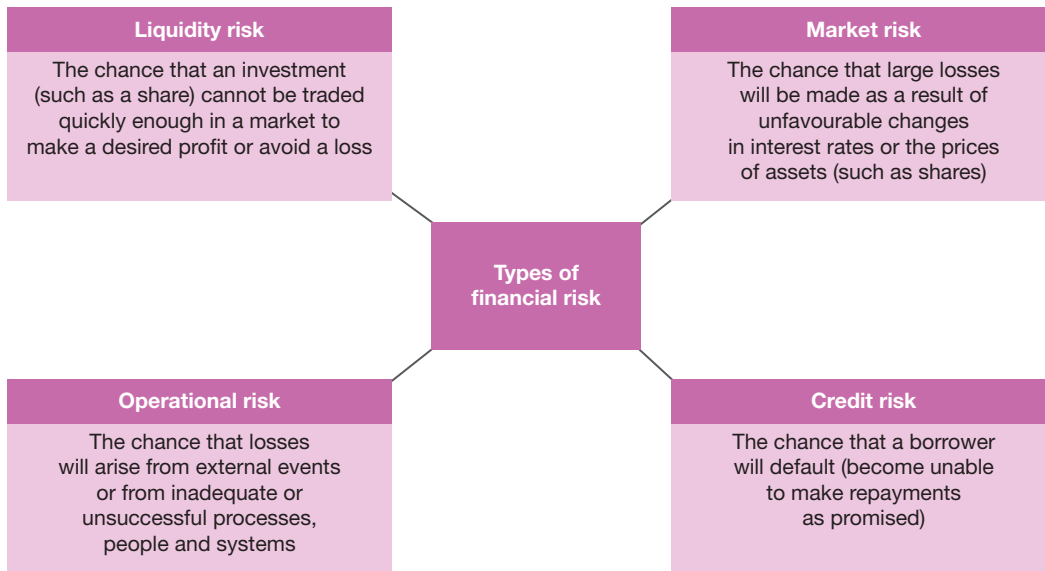 Liquidity risk
The chance that an investment
(such as a share) cannot be traded
quickly enough in a market to
make a desired profit or avoid a loss
Market risk
The chance that large losses
will be made as a result of
unfavourable changes
in interest rates or the prices
of assets (such as shares)
Types of
financial risk
Operational risk
The chance that losses
will arise from external events
or from inadequate or
unsuccessful processes,
people and systems
Credit risk
The chance that a borrower
will default (become unable
to make repayments
as promised)